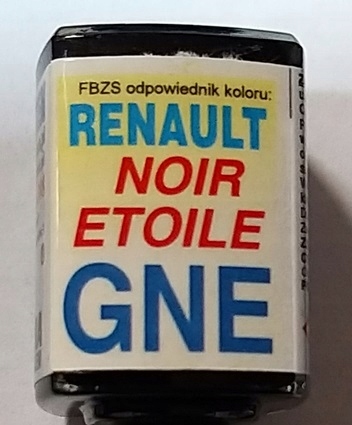 FBZS odpowiednik koloru:
RENAULT
NOIR
ETOILE
GNE